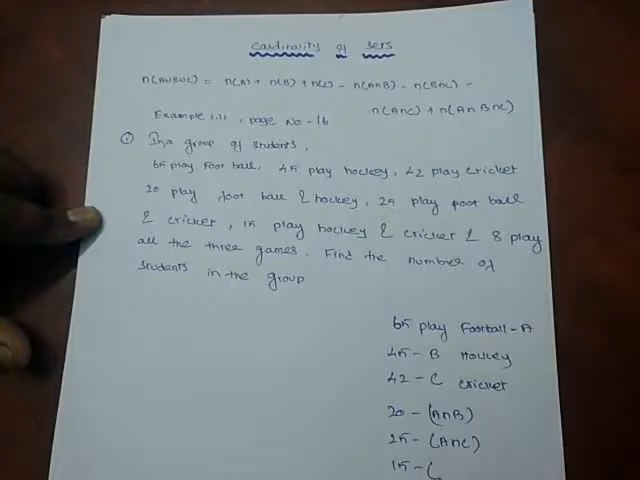 Cardinality of sets
n(AUBUC) = n(A) + n(B) + n(C) - n(A∩B) - n(B∩C) -
n(A∩C) + n(A∩B∩C)
Example 1.11, page No - 16
① In a group of students,
65 play Foot ball, 45 play hockey, 42 play cricket
20 play foot ball & hockey, 25 play foot ball
& cricket, 15 play hockey & cricket & 8 play
all the three games. Find the number of
students in the group
65 play Football - A
45 - B Hockey
42 - C cricket
20 - (A∩B)
25 - (A∩C)
15 - (